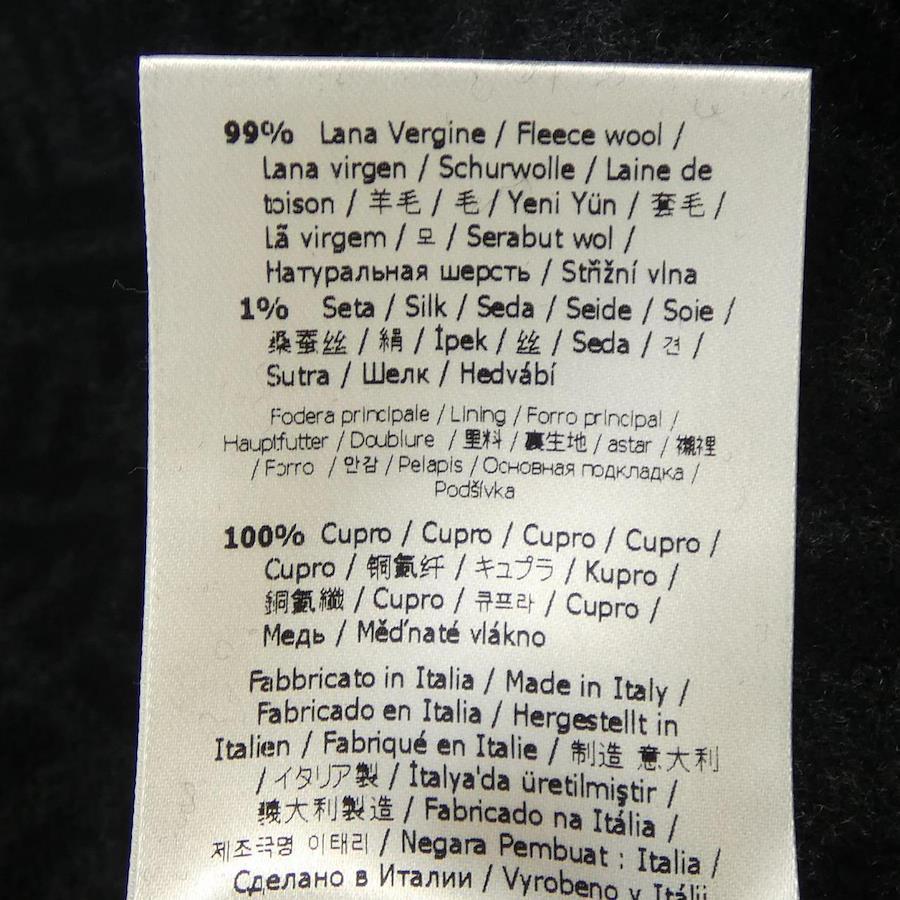 99% Lana Vergine / Fleece wool /
Lana virgen / Schurwolle / Laine de
toison / 羊毛 / 毛 / Yeni Yün / 套毛 /
Lã virgem / 모 / Serabut wol /
Натуральная шерсть / Střižní vlna
1% Seta / Silk / Seda / Seide / Soie /
桑蚕丝 / 絹 / İpek / 丝 / Seda / 견 /
Sutra / Шелк / Hedvábí
Fodera principale / Lining / Forro principal /
Hauptfutter / Doublure / 里料 / 裏生地 / astar / 襯裡
/ Forro / 안감 / Pelapis / Основная подкладка /
Podšívka
100% Cupro / Cupro / Cupro / Cupro /
Cupro / 铜氨纤 / キュプラ / Kupro /
銅氨纖 / Cupro / 큐프라 / Cupro /
Медь / Měďnaté vlákno
Fabbricato in Italia / Made in Italy /
Fabricado en Italia / Hergestellt in
Italien / Fabriqué en Italie / 制造 意大利
/ イタリア製 / İtalya'da üretilmiştir /
義大利製造 / Fabricado na Itália /
제조국명 이태리 / Negara Pembuat : Italia /
Сделано в Италии / Vyrobeno v Itálii